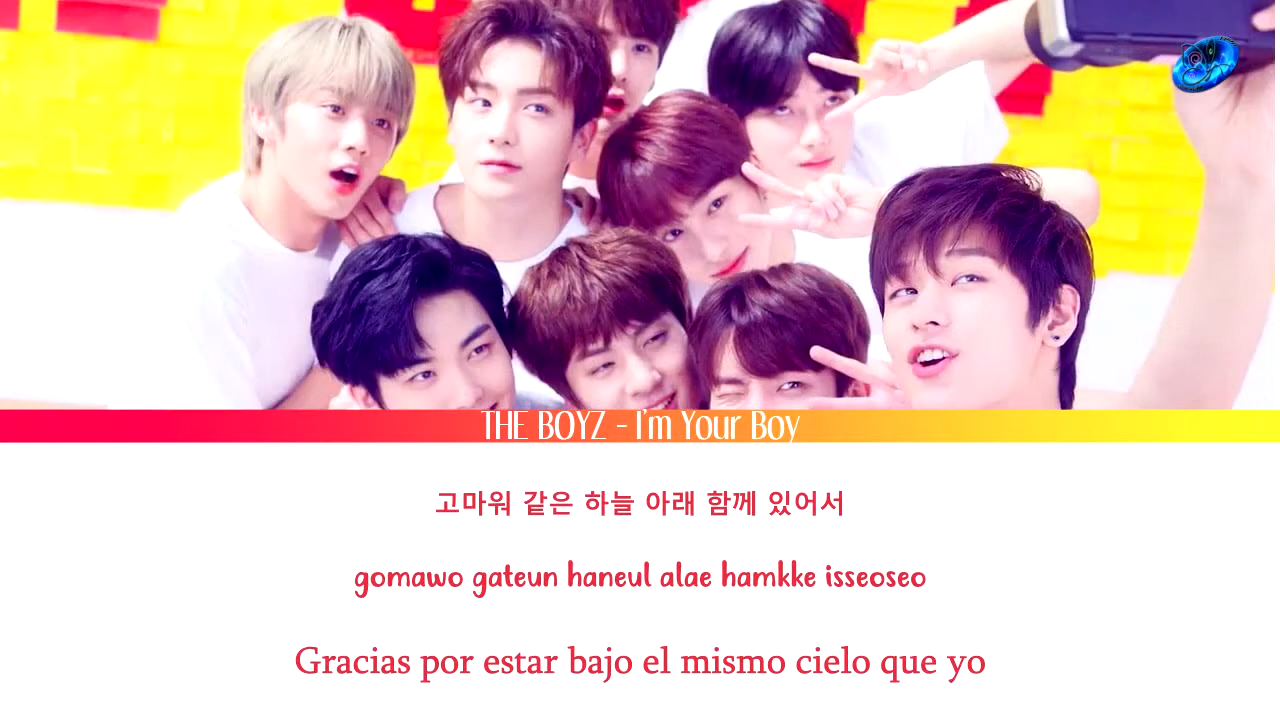 THE BOYZ - I'm Your Boy
고마워 같은 하늘 아래 함께 있어서
gomawo gateun haneul alae hamkke isseoseo
Gracias por estar bajo el mismo cielo que yo